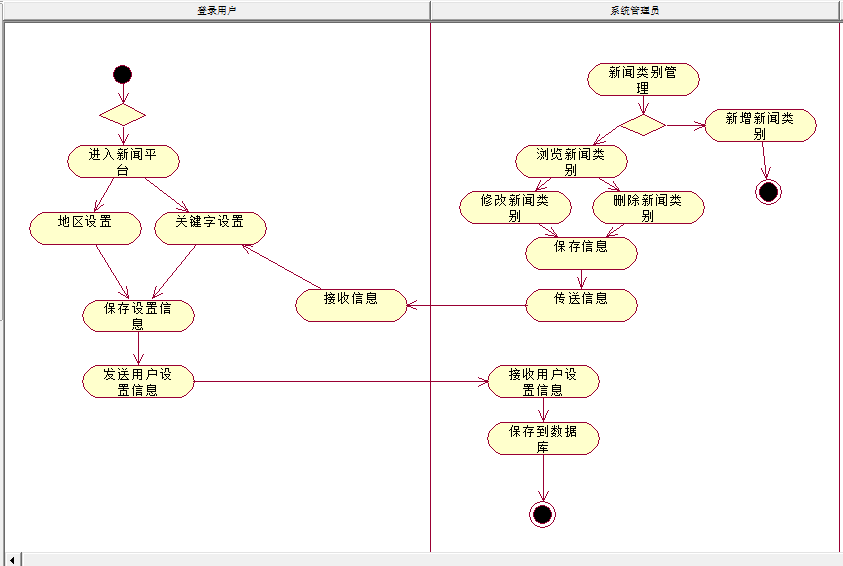 登录用户
系统管理员
新闻类别管
理
新增新闻类
别
进入新闻平
台
浏览新闻类
别
地区设置
关键字设置
修改新闻类
别
删除新闻类
别
保存信息
接收信息
传送信息
保存设置信
息
发送用户设
置信息
接收用户设
置信息
保存到数据
库